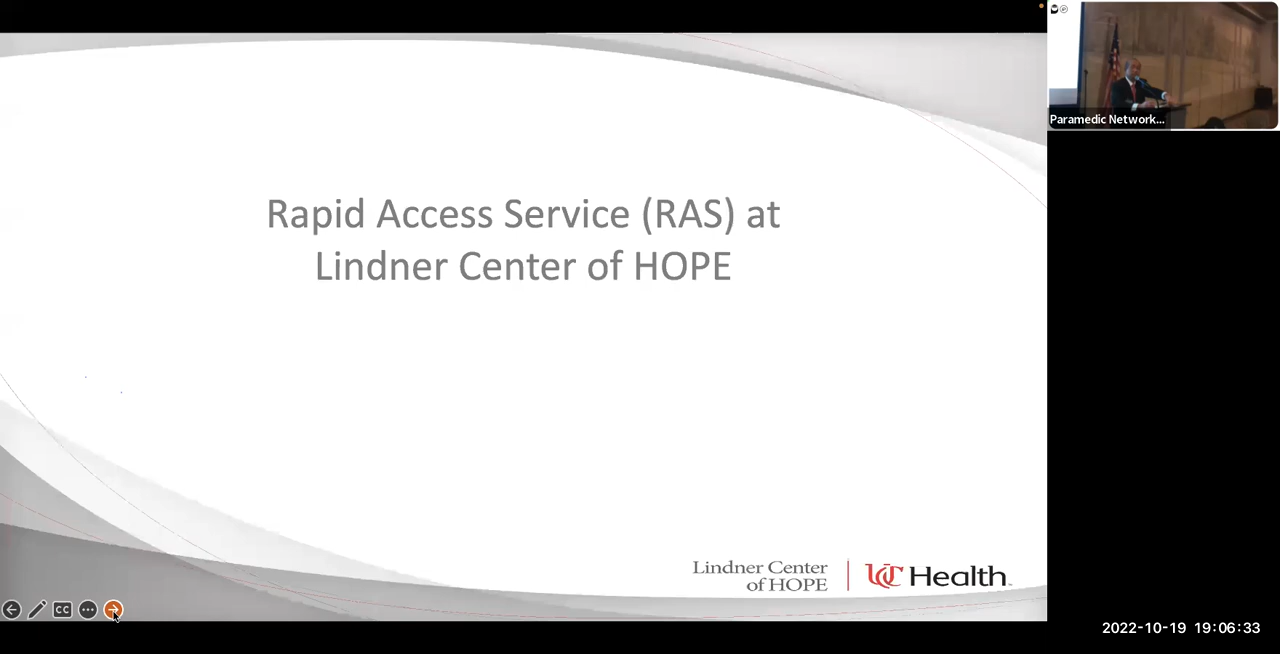 Rapid Access Service (RAS) at
Lindner Center of HOPE
Lindner Center
of HOPE
UC Health
CC
Paramedic Network...
2022-10-19 19:06:33